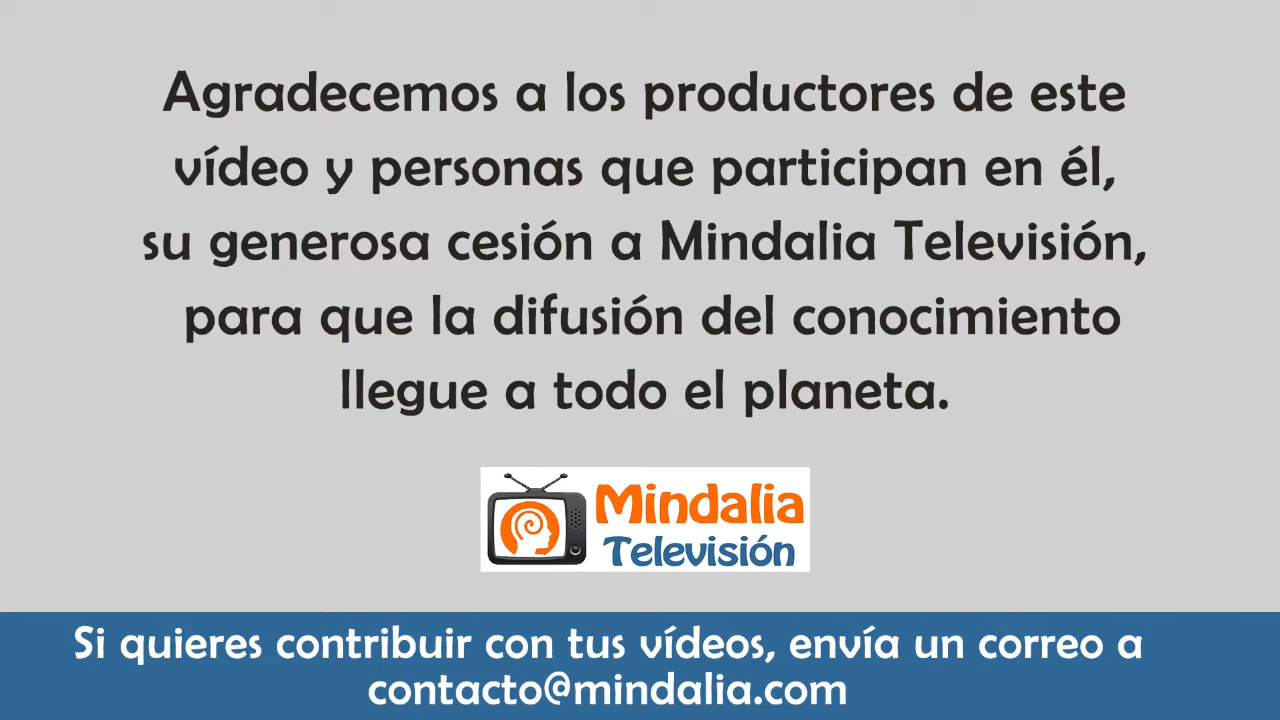 Agradecemos a los productores de este
vídeo y personas que participan en él,
su generosa cesión a Mindalia Televisión,
para que la difusión del conocimiento
llegue a todo el planeta.
Mindalia
Televisión
Si quieres contribuir con tus vídeos, envía un correo a
contacto@mindalia.com